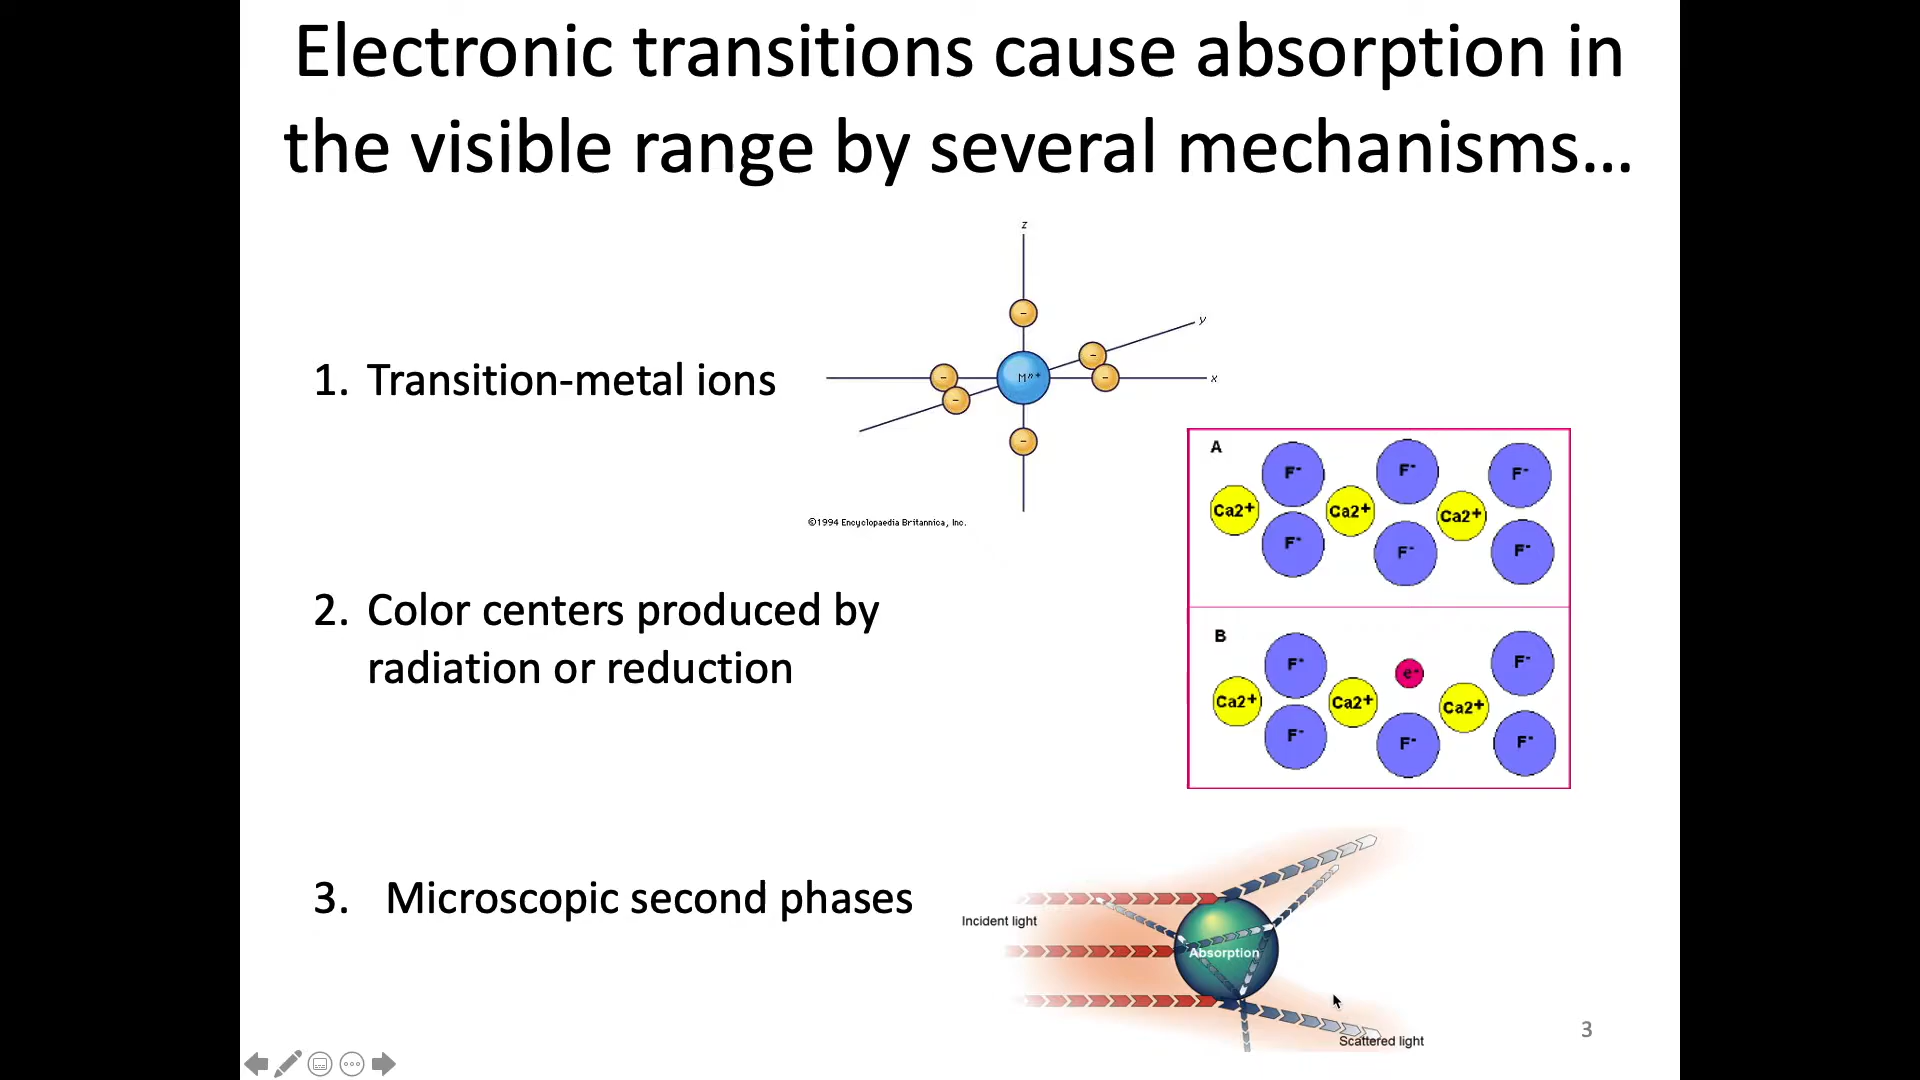 Electronic transitions cause absorption in
the visible range by several mechanisms...
z
y
x
−
−
−
−
−
−
Mn+
1. Transition-metal ions
©1994 Encyclopaedia Britannica, Inc.
A
F- F- F-
Ca2+ Ca2+ Ca2+
F- F- F-
2. Color centers produced by
radiation or reduction
B
F- e- F-
Ca2+ Ca2+ Ca2+
F- F- F-
3. Microscopic second phases
Incident light
Absorption
Scattered light
3